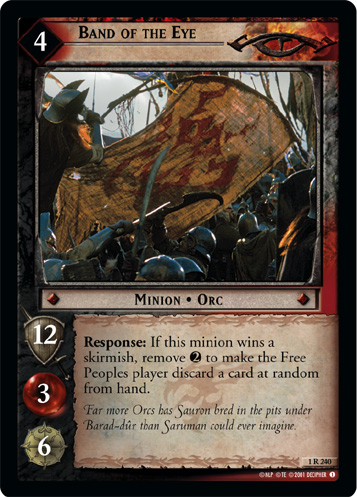 4
Band of the Eye
Minion • Orc
12
3
6
Response: If this minion wins a
skirmish, remove ❷ to make the Free
Peoples player discard a card at random
from hand.
Far more Orcs has Sauron bred in the pits under
Barad-dûr than Saruman could ever imagine.
1 R 240
©NLP ™TE ©2001 DECIPHER